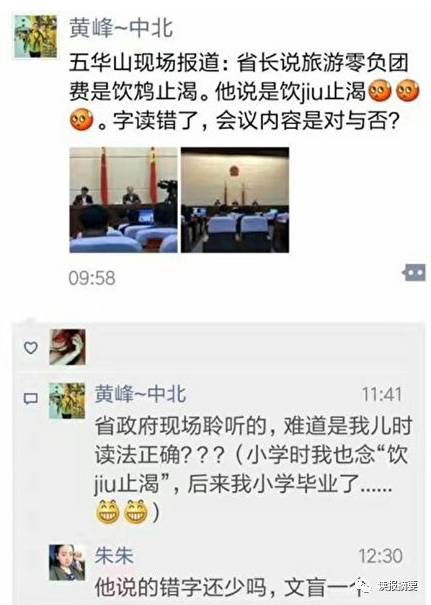 黄峰~中北
五华山现场报道：省长说旅游零负团
费是饮鸩止渴。他说是饮jiu止渴
。字读错了，会议内容是对与否？
09:58
黄峰~中北 11:41
省政府现场聆听的，难道是我儿时
读法正确？？？（小学时我也念“饮
jiu止渴”，后来我小学毕业了......
）
朱朱 12:30
他说的错字还少吗，文盲一个
读报摘要